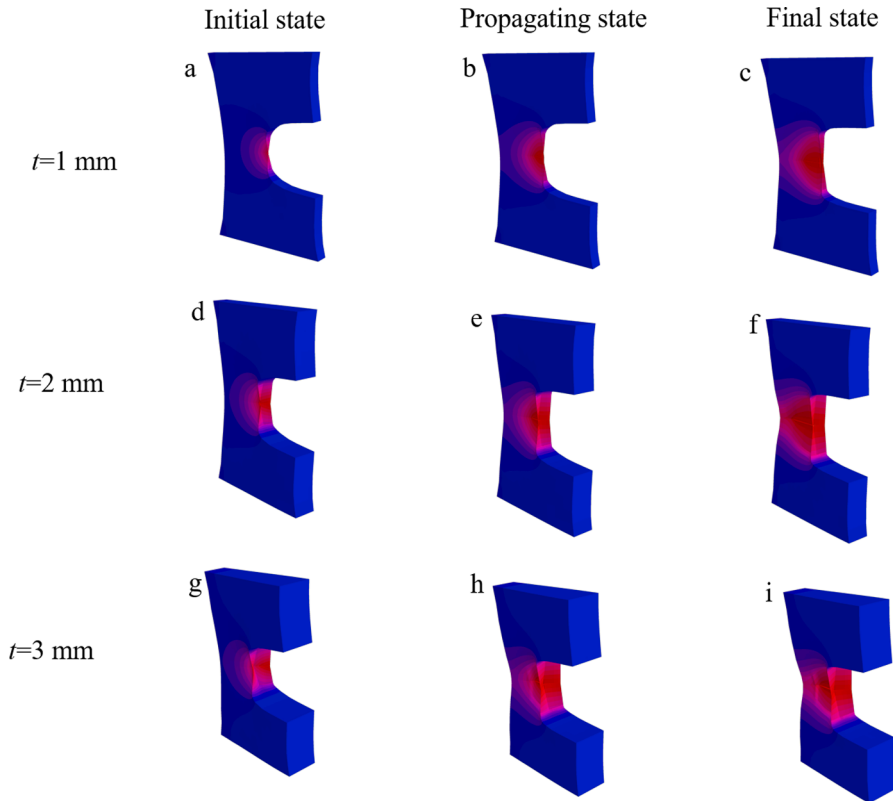 Initial state Propagating state Final state
a b c
t=1 mm
d e f
t=2 mm
g h i
t=3 mm